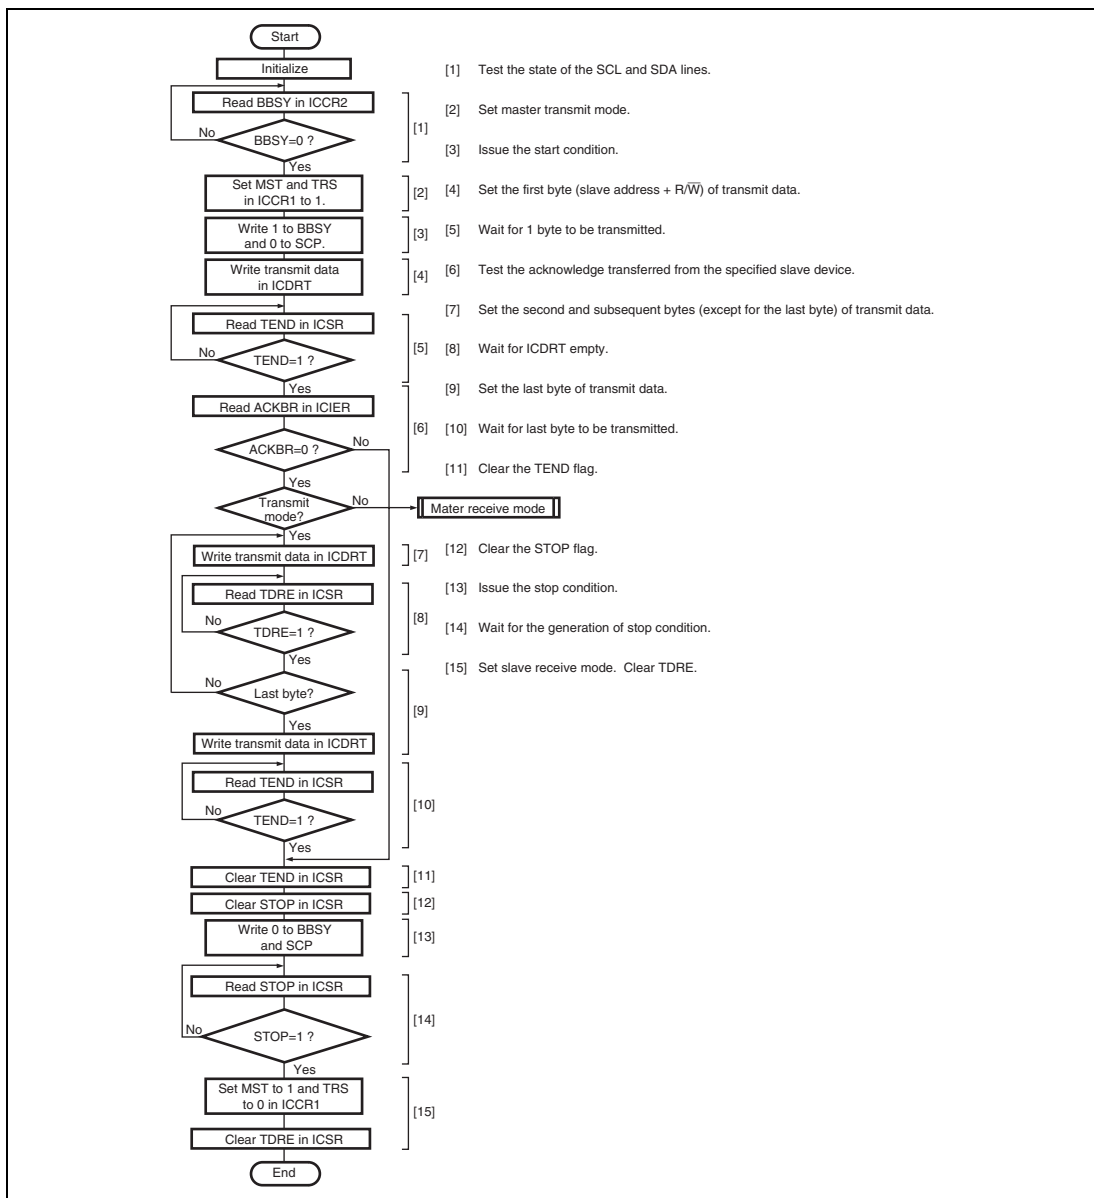 Start
Initialize
Read BBSY in ICCR2
BBSY=0 ?
No
Yes
[1]
Set MST and TRS
in ICCR1 to 1.
[2]
Write 1 to BBSY
and 0 to SCP.
[3]
Write transmit data
in ICDRT
[4]
Read TEND in ICSR
TEND=1 ?
No
Yes
[5]
Read ACKBR in ICIER
ACKBR=0 ?
No
Yes
[6]
Transmit
mode?
No
Mater receive mode
Yes
Write transmit data in ICDRT
[7]
Read TDRE in ICSR
TDRE=1 ?
No
Yes
[8]
Last byte?
No
Yes
[9]
Write transmit data in ICDRT
Read TEND in ICSR
TEND=1 ?
No
Yes
[10]
Clear TEND in ICSR
[11]
Clear STOP in ICSR
[12]
Write 0 to BBSY
and SCP
[13]
Read STOP in ICSR
STOP=1 ?
No
Yes
[14]
Set MST to 1 and TRS
to 0 in ICCR1
[15]
Clear TDRE in ICSR
End
[1] Test the state of the SCL and SDA lines.
[2] Set master transmit mode.
[3] Issue the start condition.
[4] Set the first byte (slave address + R/W̅) of transmit data.
[5] Wait for 1 byte to be transmitted.
[6] Test the acknowledge transferred from the specified slave device.
[7] Set the second and subsequent bytes (except for the last byte) of transmit data.
[8] Wait for ICDRT empty.
[9] Set the last byte of transmit data.
[10] Wait for last byte to be transmitted.
[11] Clear the TEND flag.
[12] Clear the STOP flag.
[13] Issue the stop condition.
[14] Wait for the generation of stop condition.
[15] Set slave receive mode. Clear TDRE.